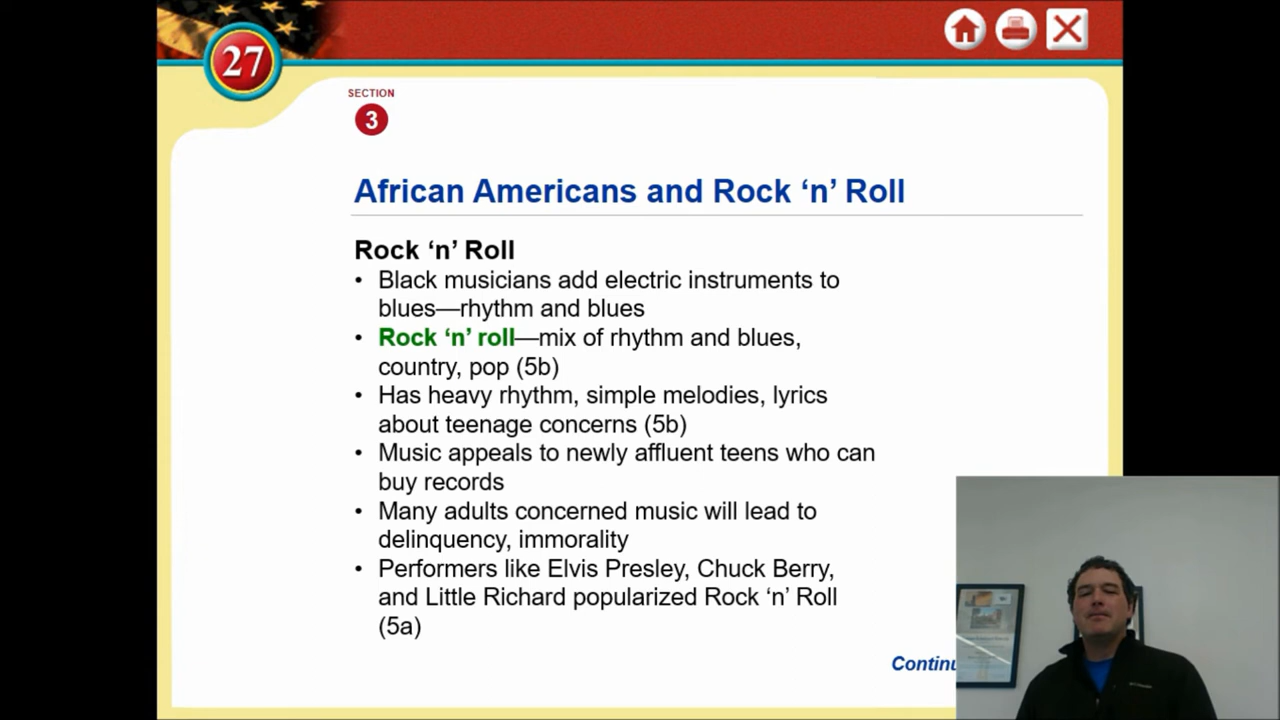 27
SECTION
3
African Americans and Rock ‘n’ Roll
Rock ‘n’ Roll
• Black musicians add electric instruments to
blues—rhythm and blues
• Rock ‘n’ roll—mix of rhythm and blues,
country, pop (5b)
• Has heavy rhythm, simple melodies, lyrics
about teenage concerns (5b)
• Music appeals to newly affluent teens who can
buy records
• Many adults concerned music will lead to
delinquency, immorality
• Performers like Elvis Presley, Chuck Berry,
and Little Richard popularized Rock ‘n’ Roll
(5a)